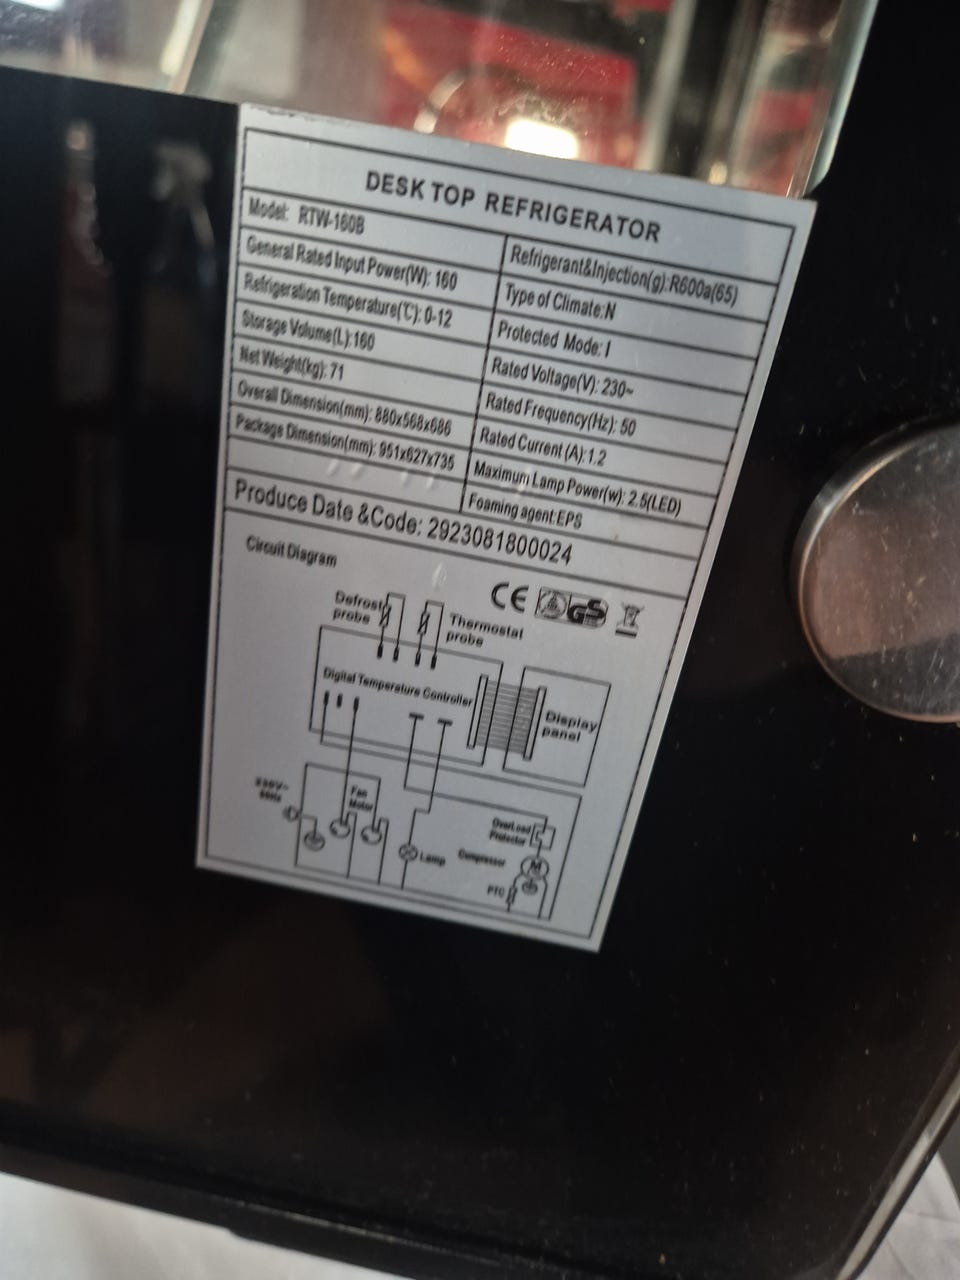 DESK TOP REFRIGERATOR
Model: RTW-160B
General Rated Input Power(W): 160
Refrigeration Temperature(℃): 0-12
Storage Volume(L):160
Net Weight(kg): 71
Overall Dimension(mm): 880x568x686
Package Dimension(mm): 951x627x735
Refrigerant&Injection(g):R600a(65)
Type of Climate:N
Protected Mode: I
Rated Voltage(V): 230~
Rated Frequency(Hz): 50
Rated Current (A):1.2
Maximum Lamp Power(w): 2.5(LED)
Foaming agent:EPS
Produce Date &Code: 2923081800024
Circuit Diagram
CE
GS
Defrost
probe
Thermostat
probe
Digital Temperature Controller
Display
panel
230V~
50Hz
Fan
Motor
Lamp
OverLoad
Protector
Compressor
M
PTC